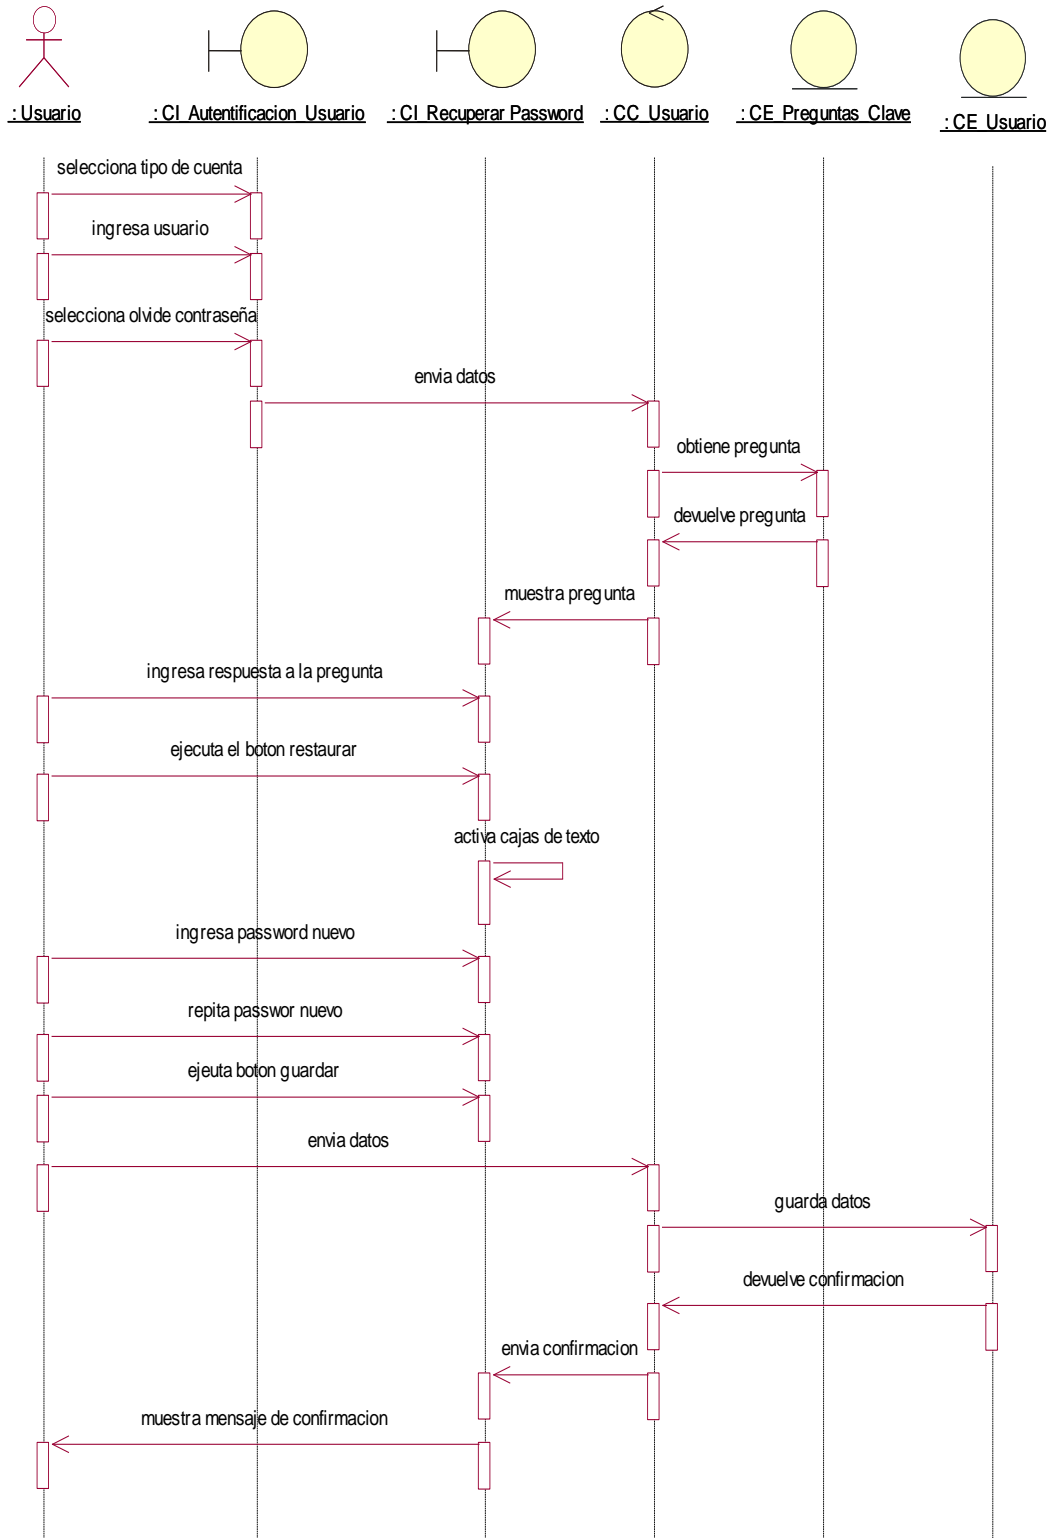 : Usuario
: CI_Autentificacion_Usuario
: CI_Recuperar Password
: CC_Usuario
: CE_Preguntas_Clave
: CE_Usuario
selecciona tipo de cuenta
ingresa usuario
selecciona olvide contraseña
envia datos
obtiene pregunta
devuelve pregunta
muestra pregunta
ingresa respuesta a la pregunta
ejecuta el boton restaurar
activa cajas de texto
ingresa password nuevo
repita passwor nuevo
ejeuta boton guardar
envia datos
guarda datos
devuelve confirmacion
envia confirmacion
muestra mensaje de confirmacion